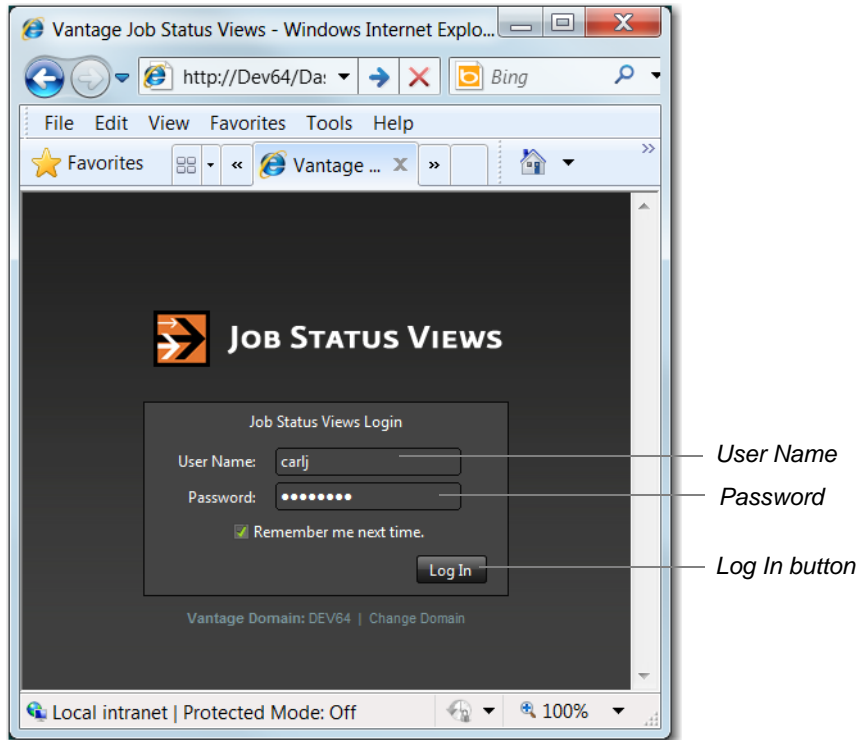 Vantage Job Status Views - Windows Internet Explo...
http://Dev64/Da:
Bing
File Edit View Favorites Tools Help
Favorites
«
Vantage ... X
»
»
JOB STATUS VIEWS
Job Status Views Login
User Name: carlj
User Name
Password: ••••••••
Password
Remember me next time.
Log In
Log In button
Vantage Domain: DEV64 | Change Domain
Local intranet | Protected Mode: Off
100%